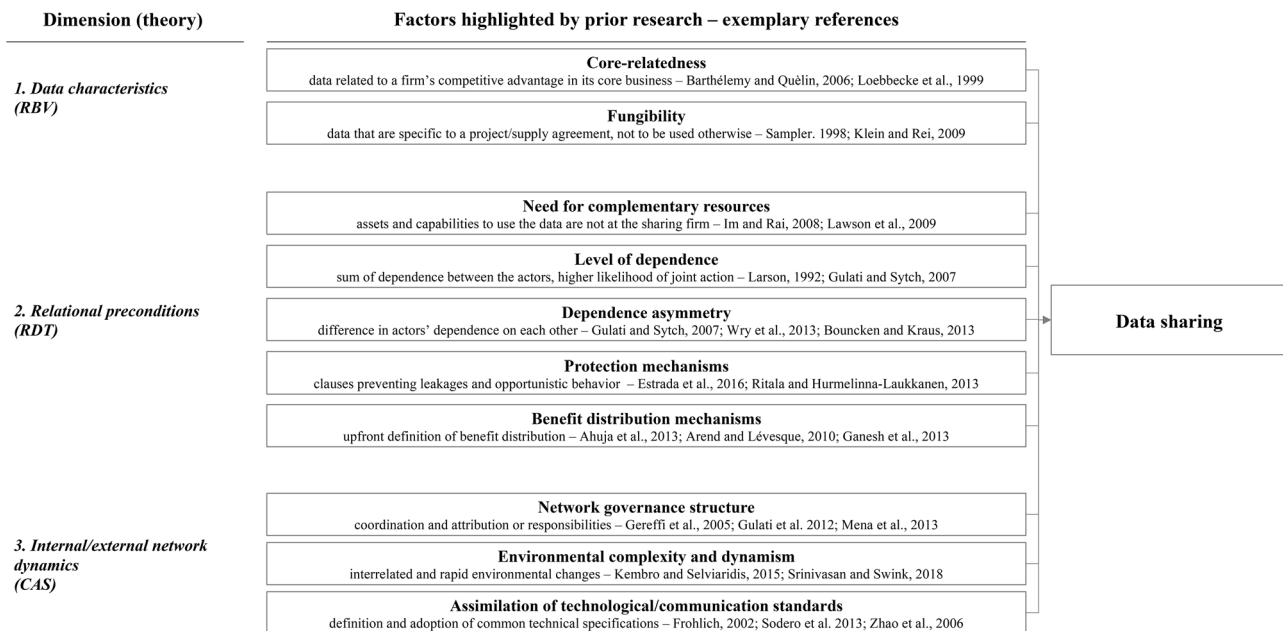 Dimension (theory)
Factors highlighted by prior research – exemplary references
1. Data characteristics
(RBV)
Core-relatedness
data related to a firm's competitive advantage in its core business – Barthélemy and Quèlin, 2006; Loebbecke et al., 1999
Fungibility
data that are specific to a project/supply agreement, not to be used otherwise – Sampler. 1998; Klein and Rei, 2009
2. Relational preconditions
(RDT)
Need for complementary resources
assets and capabilities to use the data are not at the sharing firm – Im and Rai, 2008; Lawson et al., 2009
Level of dependence
sum of dependence between the actors, higher likelihood of joint action – Larson, 1992; Gulati and Sytch, 2007
Dependence asymmetry
difference in actors' dependence on each other – Gulati and Sytch, 2007; Wry et al., 2013; Bouncken and Kraus, 2013
Protection mechanisms
clauses preventing leakages and opportunistic behavior – Estrada et al., 2016; Ritala and Hurmelinna-Laukkanen, 2013
Benefit distribution mechanisms
upfront definition of benefit distribution – Ahuja et al., 2013; Arend and Lévesque, 2010; Ganesh et al., 2013
3. Internal/external network
dynamics
(CAS)
Network governance structure
coordination and attribution or responsibilities – Gereffi et al., 2005; Gulati et al. 2012; Mena et al., 2013
Environmental complexity and dynamism
interrelated and rapid environmental changes – Kembro and Selviaridis, 2015; Srinivasan and Swink, 2018
Assimilation of technological/communication standards
definition and adoption of common technical specifications – Frohlich, 2002; Sodero et al. 2013; Zhao et al., 2006
Data sharing